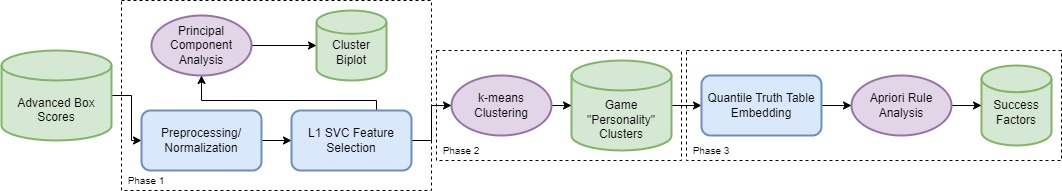 Advanced Box
Scores
Principal
Component
Analysis
Cluster
Biplot
Preprocessing/
Normalization
L1 SVC Feature
Selection
Phase 1
k-means
Clustering
Game
"Personality"
Clusters
Phase 2
Quantile Truth Table
Embedding
Apriori Rule
Analysis
Success
Factors
Phase 3